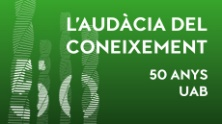 L'AUDÀCIA DEL
CONEIXEMENT
50 ANYS
UAB